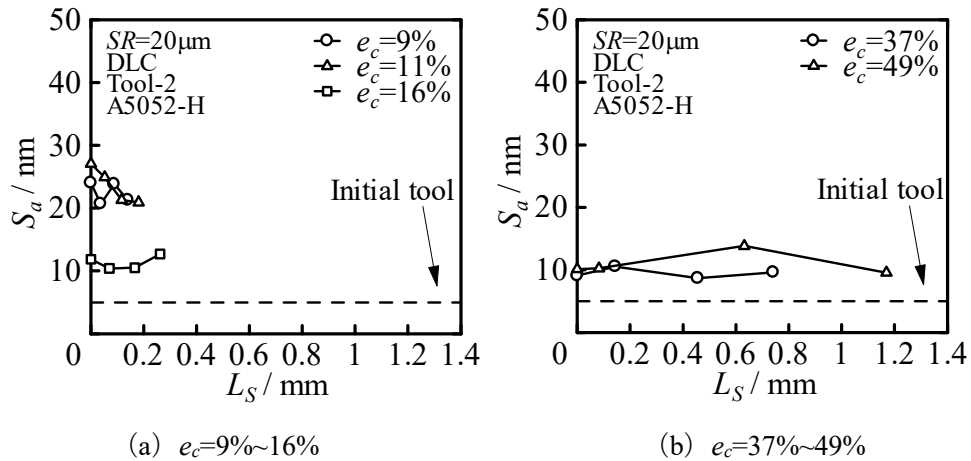 50
40
30
20
10
S_a / nm
SR=20μm
DLC
Tool-2
A5052-H
e_c=9%
e_c=11%
e_c=16%
Initial tool
0 0.2 0.4 0.6 0.8 1 1.2 1.4
L_S / mm
(a) e_c=9%~16%
50
40
30
20
10
S_a / nm
SR=20μm
DLC
Tool-2
A5052-H
e_c=37%
e_c=49%
Initial tool
0 0.2 0.4 0.6 0.8 1 1.2 1.4
L_S / mm
(b) e_c=37%~49%